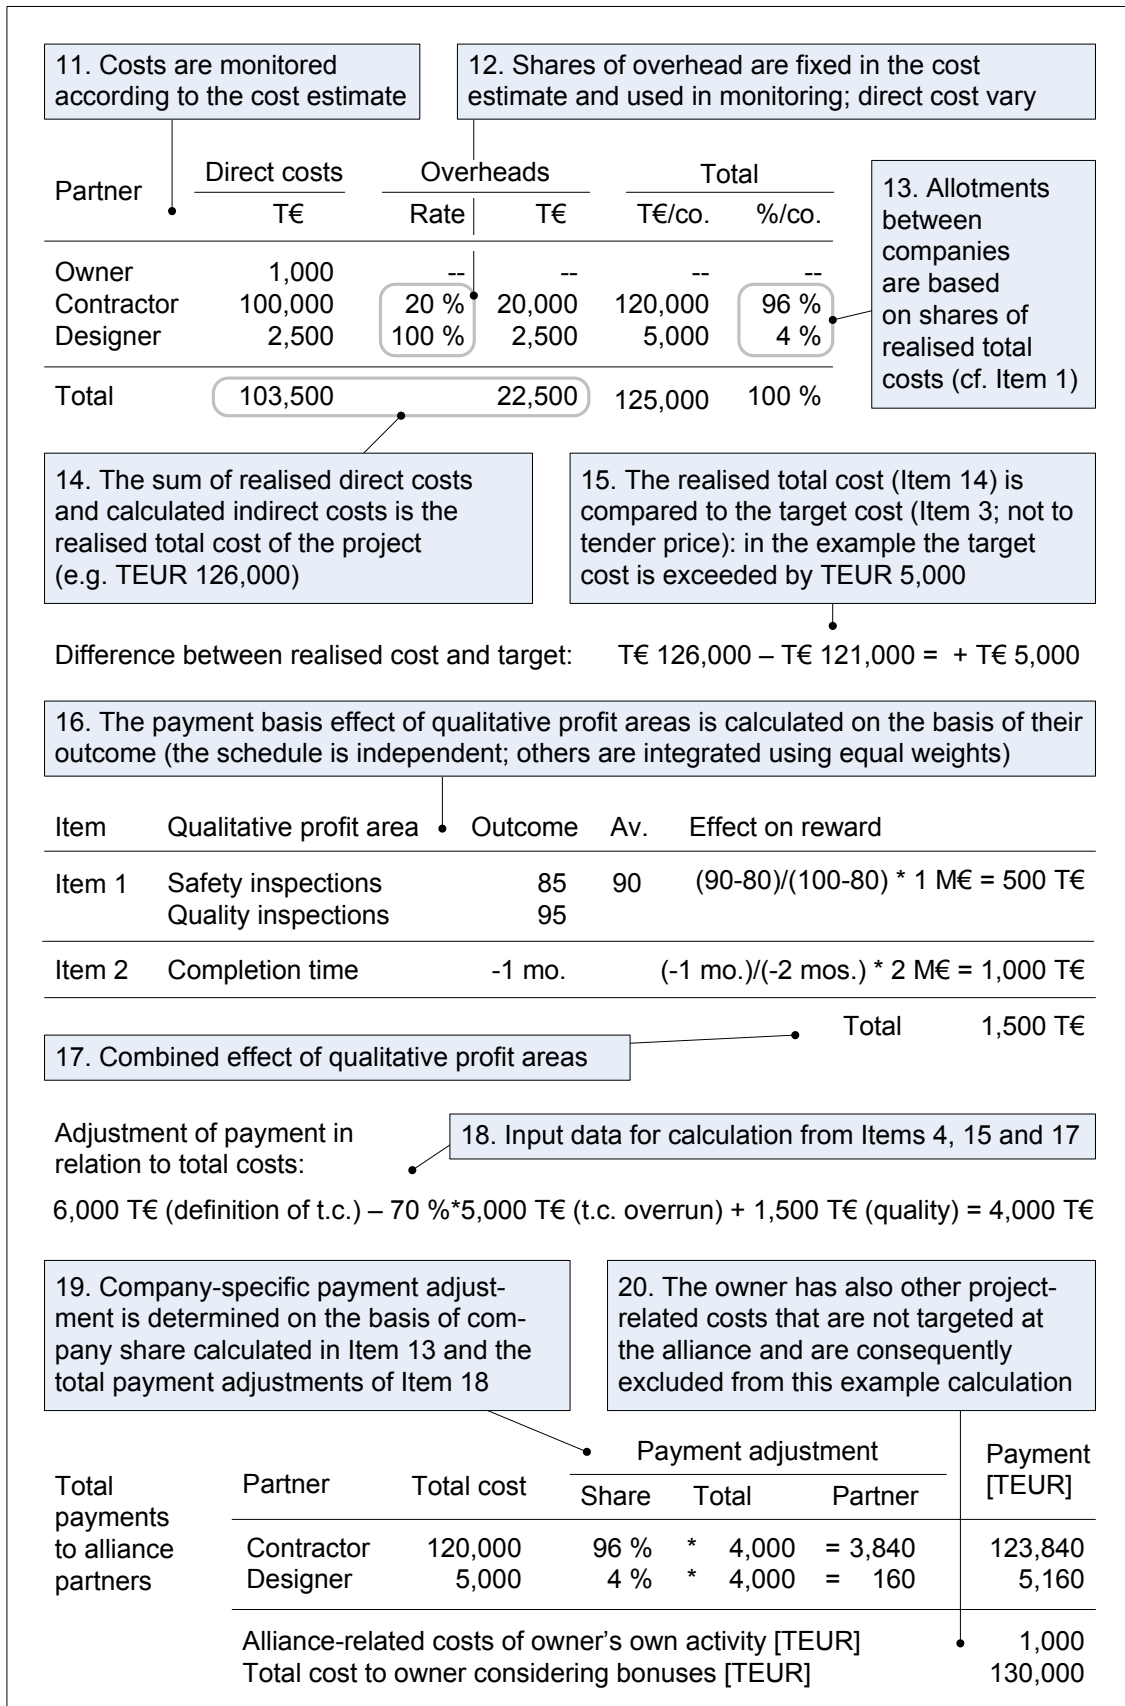 11. Costs are monitored
according to the cost estimate
12. Shares of overhead are fixed in the cost
estimate and used in monitoring; direct cost vary
Partner
Direct costs Overheads Total
T€ Rate T€ T€/co. %/co.
Owner 1,000 -- -- -- --
Contractor 100,000 20 % 20,000 120,000 96 %
Designer 2,500 100 % 2,500 5,000 4 %
Total 103,500 22,500 125,000 100 %
13. Allotments
between
companies
are based
on shares of
realised total
costs (cf. Item 1)
14. The sum of realised direct costs
and calculated indirect costs is the
realised total cost of the project
(e.g. TEUR 126,000)
15. The realised total cost (Item 14) is
compared to the target cost (Item 3; not to
tender price): in the example the target
cost is exceeded by TEUR 5,000
Difference between realised cost and target: T€ 126,000 – T€ 121,000 = + T€ 5,000
16. The payment basis effect of qualitative profit areas is calculated on the basis of their
outcome (the schedule is independent; others are integrated using equal weights)
Item Qualitative profit area Outcome Av. Effect on reward
Item 1 Safety inspections 85 90 (90-80)/(100-80) * 1 M€ = 500 T€
Quality inspections 95
Item 2 Completion time -1 mo. (-1 mo.)/(-2 mos.) * 2 M€ = 1,000 T€
Total 1,500 T€
17. Combined effect of qualitative profit areas
Adjustment of payment in
relation to total costs:
18. Input data for calculation from Items 4, 15 and 17
6,000 T€ (definition of t.c.) – 70 %*5,000 T€ (t.c. overrun) + 1,500 T€ (quality) = 4,000 T€
19. Company-specific payment adjust-
ment is determined on the basis of com-
pany share calculated in Item 13 and the
total payment adjustments of Item 18
20. The owner has also other project-
related costs that are not targeted at
the alliance and are consequently
excluded from this example calculation
Total
payments
to alliance
partners
Partner Total cost Payment adjustment Payment
[TEUR]
Share Total Partner
Contractor 120,000 96 % * 4,000 = 3,840 123,840
Designer 5,000 4 % * 4,000 = 160 5,160
Alliance-related costs of owner’s own activity [TEUR] 1,000
Total cost to owner considering bonuses [TEUR] 130,000